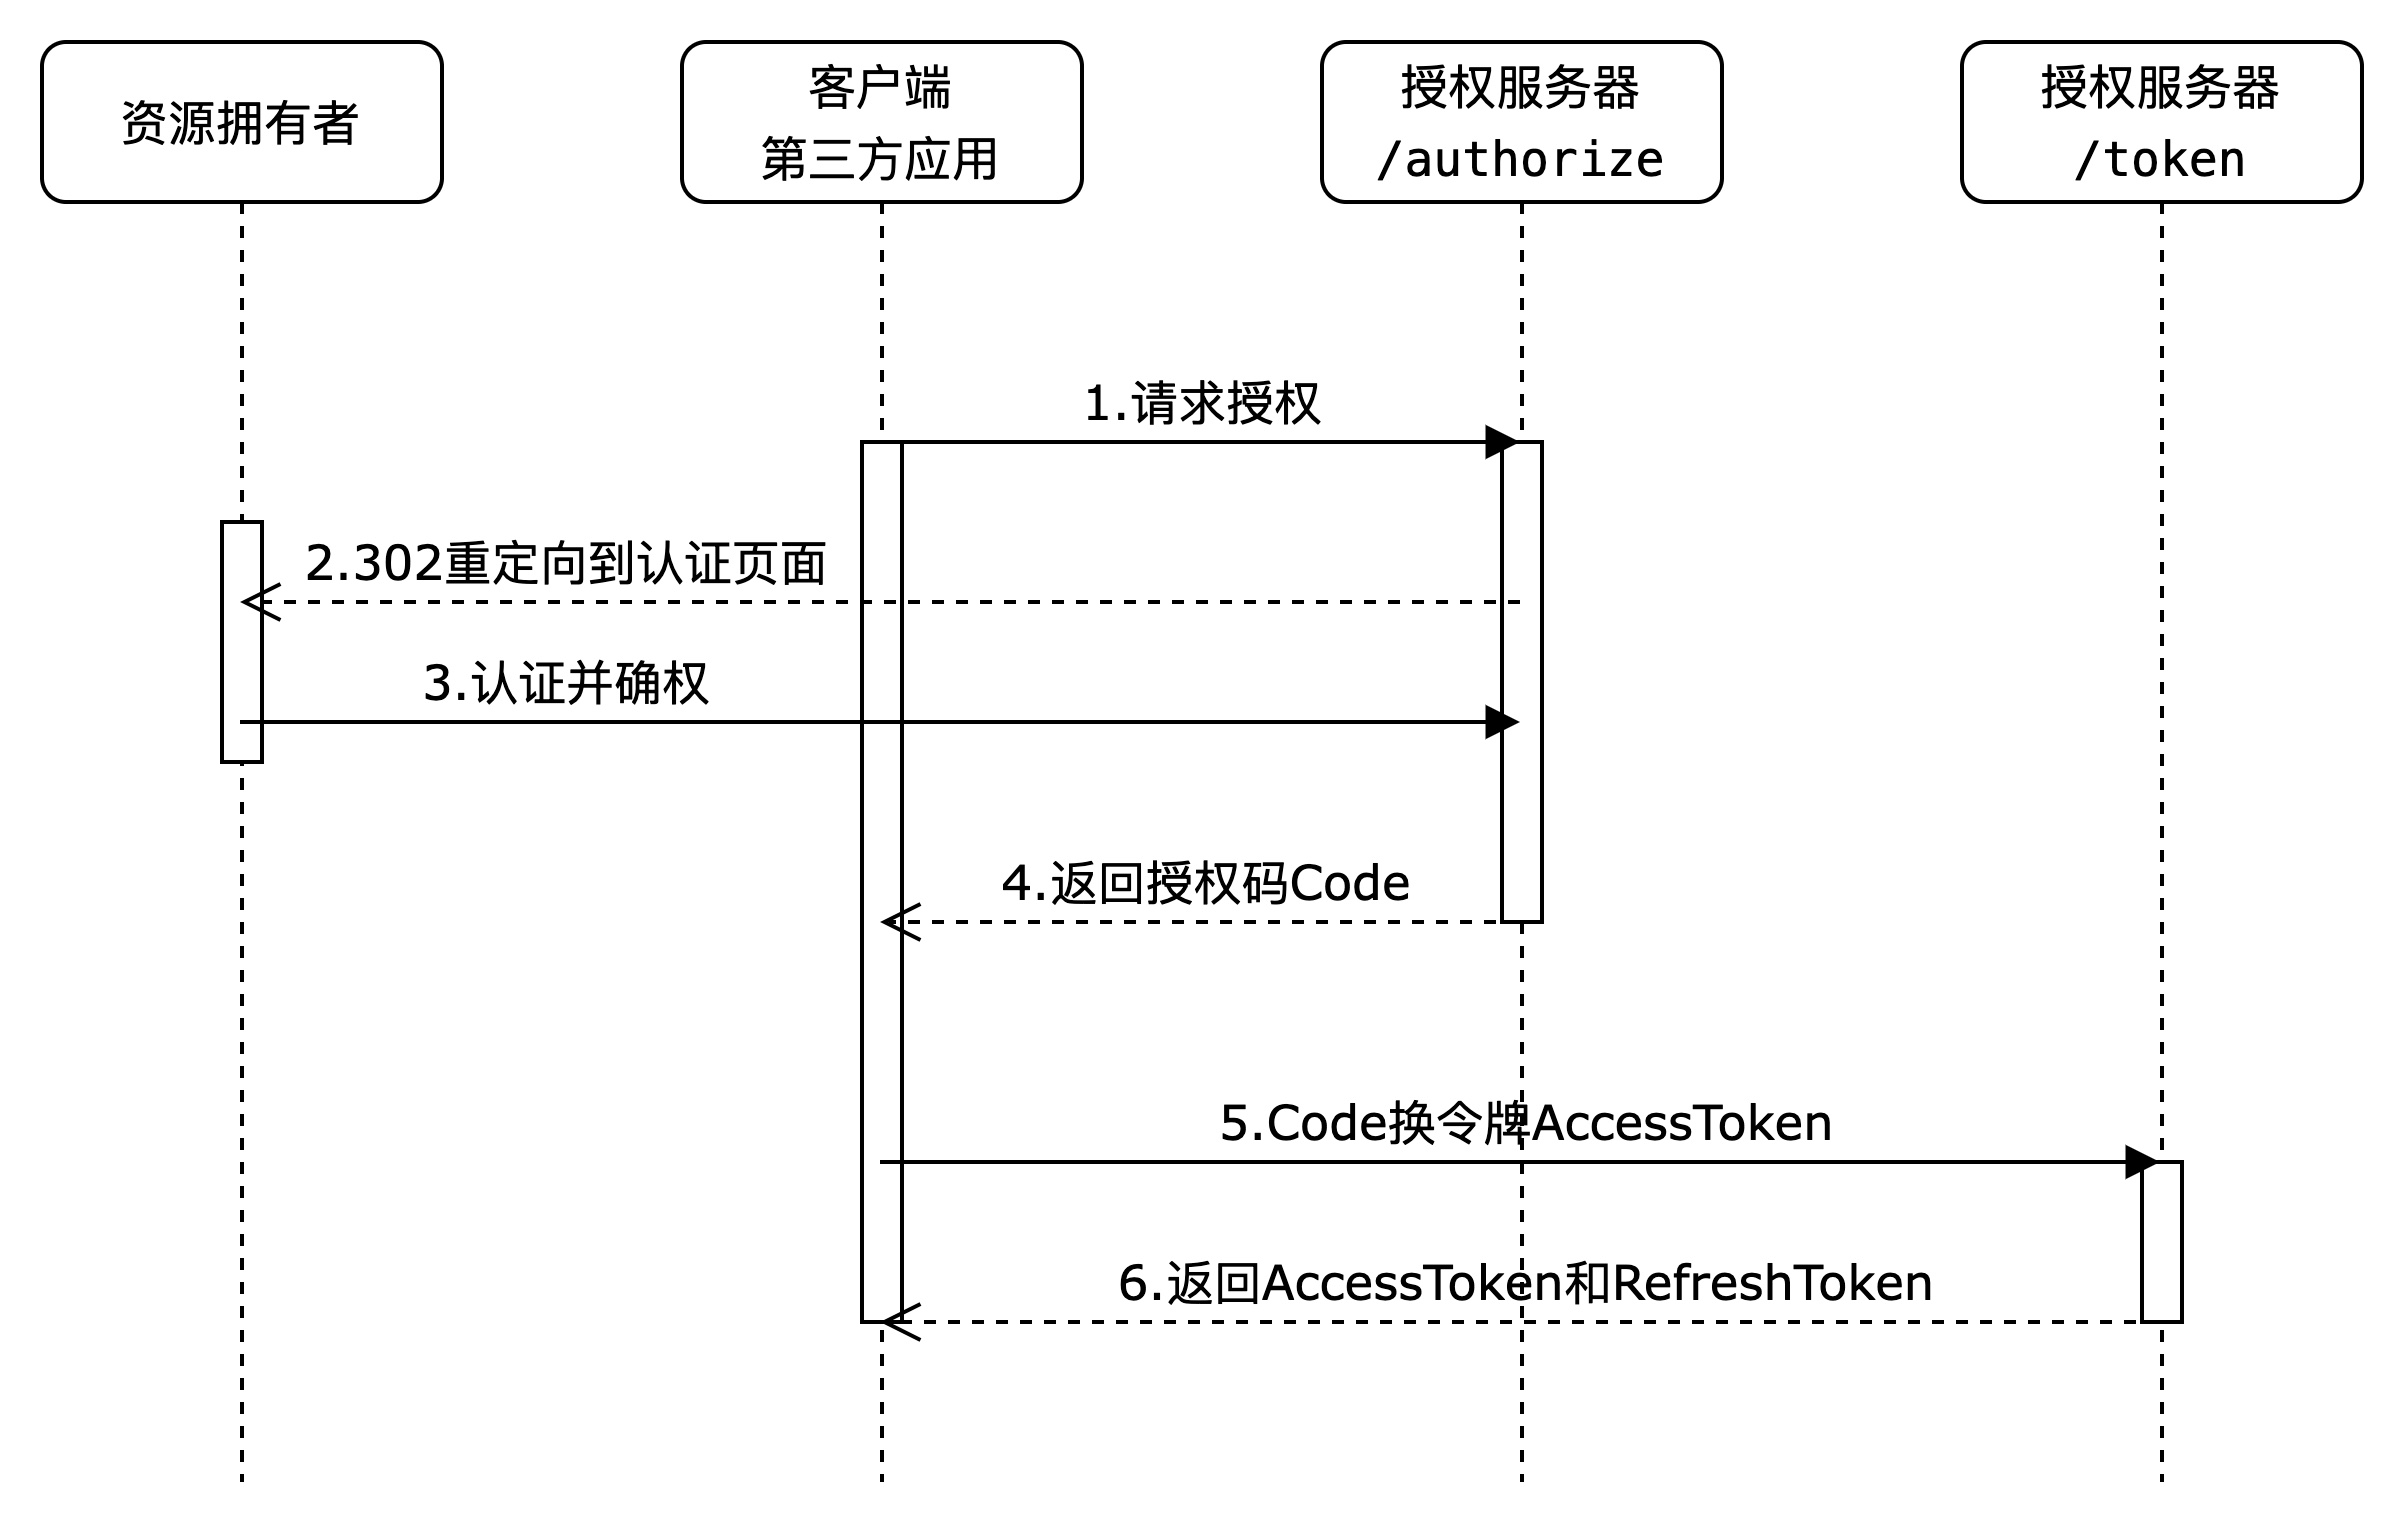 资源拥有者
客户端
第三方应用
授权服务器
/authorize
授权服务器
/token
1.请求授权
2.302重定向到认证页面
3.认证并确权
4.返回授权码Code
5.Code换令牌AccessToken
6.返回AccessToken和RefreshToken